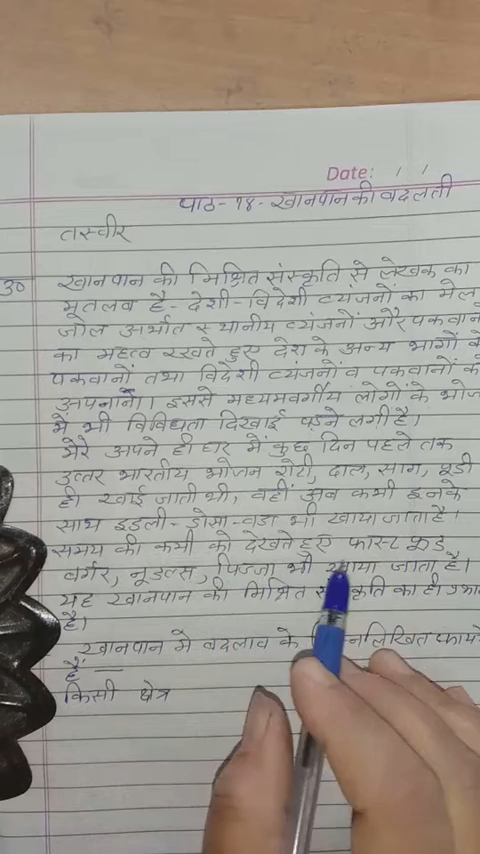 Date: / /
पाठ- 18- खानपान की बदलती
तस्वीर
उ० खानपान की मिश्रित संस्कृति से लेखक का
मतलब है- देशी-विदेशी व्यंजनों का मेल
जोल अर्थात स्थानीय व्यंजनों और पकवानों
का महत्व रखते हुए देश के अन्य भागों के
पकवानों तथा विदेशी व्यंजनों व पकवानों को
अपनाना। इससे मध्यमवर्गीय लोगों के भोज
में भी विविधता दिखाई पड़ने लगी है।
मेरे अपने ही घर में कुछ दिन पहले तक
उत्तर भारतीय भोजन रोटी, दाल, साग, पूडी
ही खाई जाती थी, वहीं अब कभी इनके
साथ इडली-डोसा-वडा भी खाया जाता है।
समय की कमी को देखते हुए फास्ट फूड
बर्गर, नूडल्स, पिज्जा भी खाया जाता है।
यह खानपान की मिश्रित का ही
है।
खानपान में बदलाव के
हैं —
किसी क्षेत्र